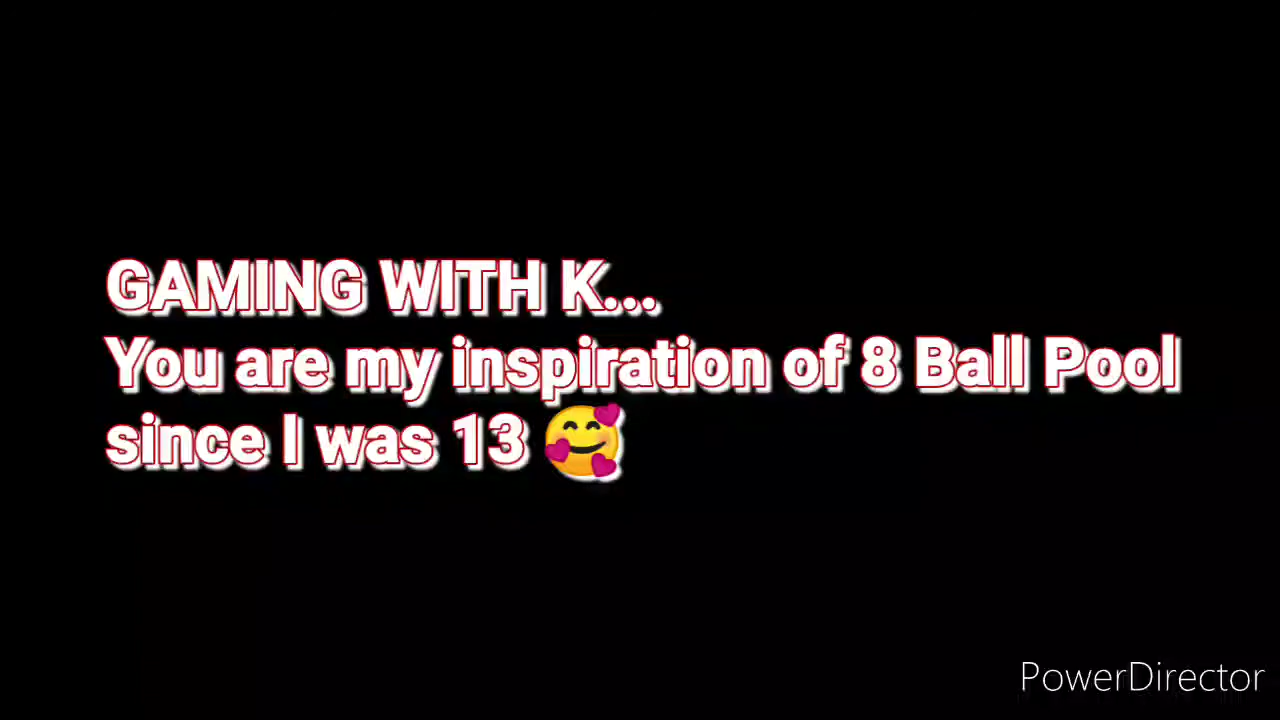 GAMING WITH K...
You are my inspiration of 8 Ball Pool
since I was 13 🥰
PowerDirector